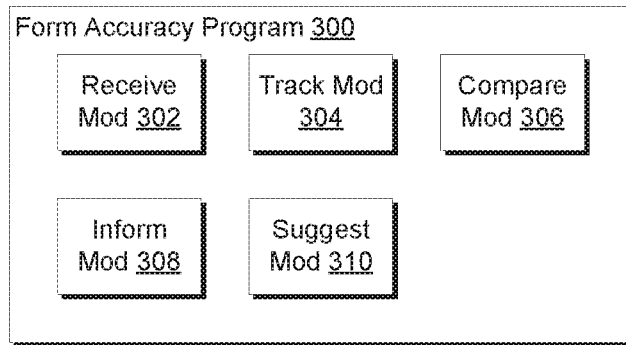 Form Accuracy Program 300
Receive
Mod 302
Track Mod
304
Compare
Mod 306
Inform
Mod 308
Suggest
Mod 310